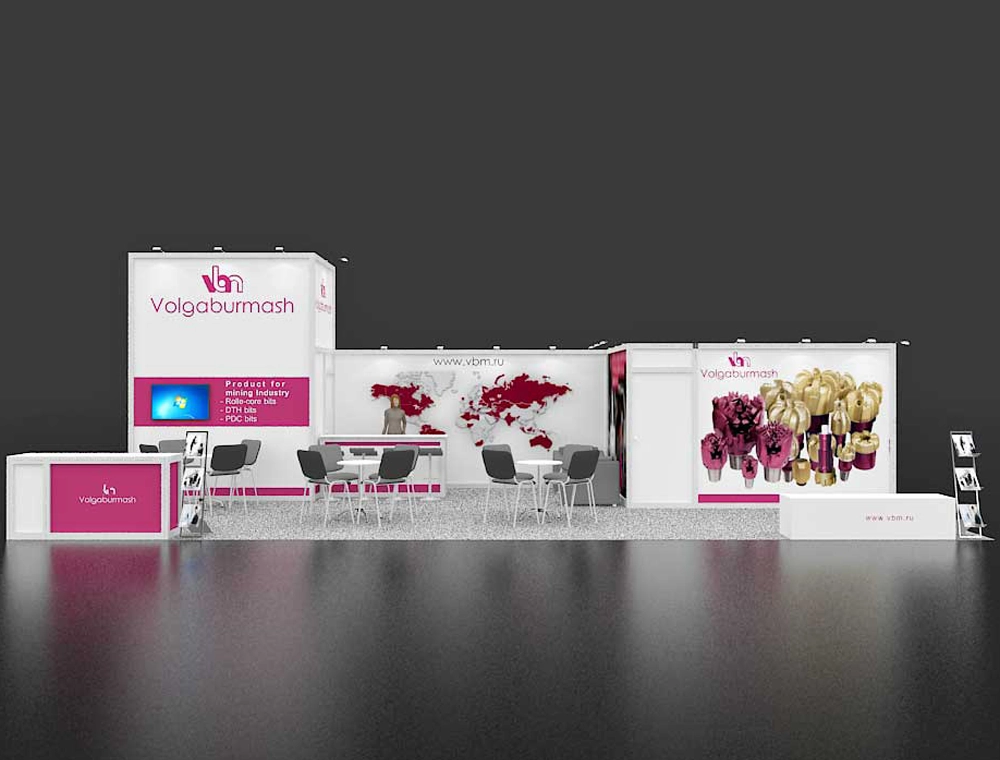 vbm
Volgaburmash
Product for
mining Industry
- Rolle-core bits
- DTH bits
- PDC bits
Volgaburmash
www.vbm.ru
vbm
Volgaburmash
www.vbm.ru